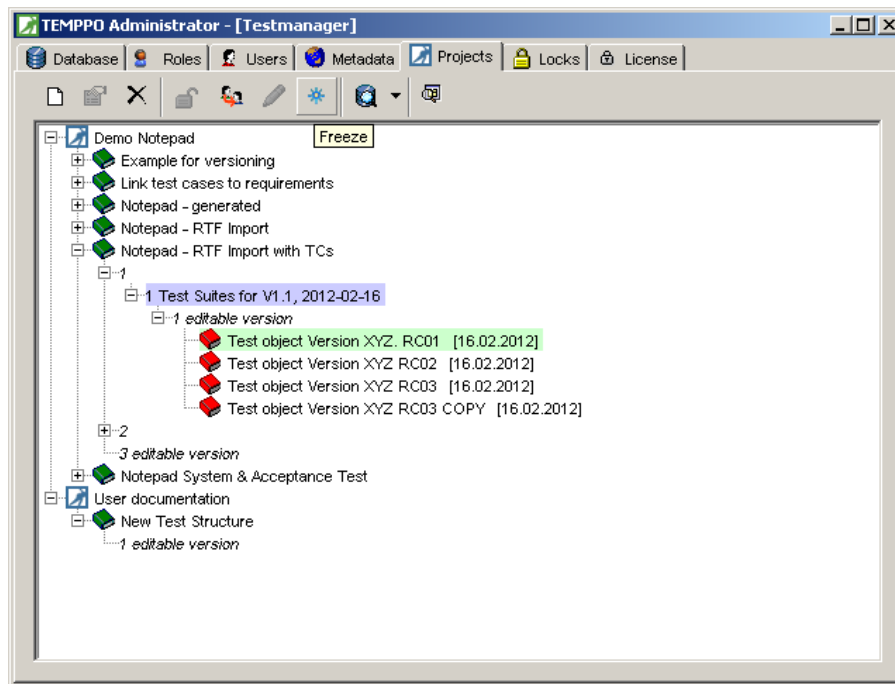 TEMPPO Administrator - [Testmanager]
Database Roles Users Metadata Projects Locks License
Freeze
Demo Notepad
Example for versioning
Link test cases to requirements
Notepad - generated
Notepad - RTF Import
Notepad - RTF Import with TCs
1
1 Test Suites for V1.1, 2012-02-16
1 editable version
Test object Version XYZ. RC01 [16.02.2012]
Test object Version XYZ RC02 [16.02.2012]
Test object Version XYZ RC03 [16.02.2012]
Test object Version XYZ RC03 COPY [16.02.2012]
2
3 editable version
Notepad System & Acceptance Test
User documentation
New Test Structure
1 editable version